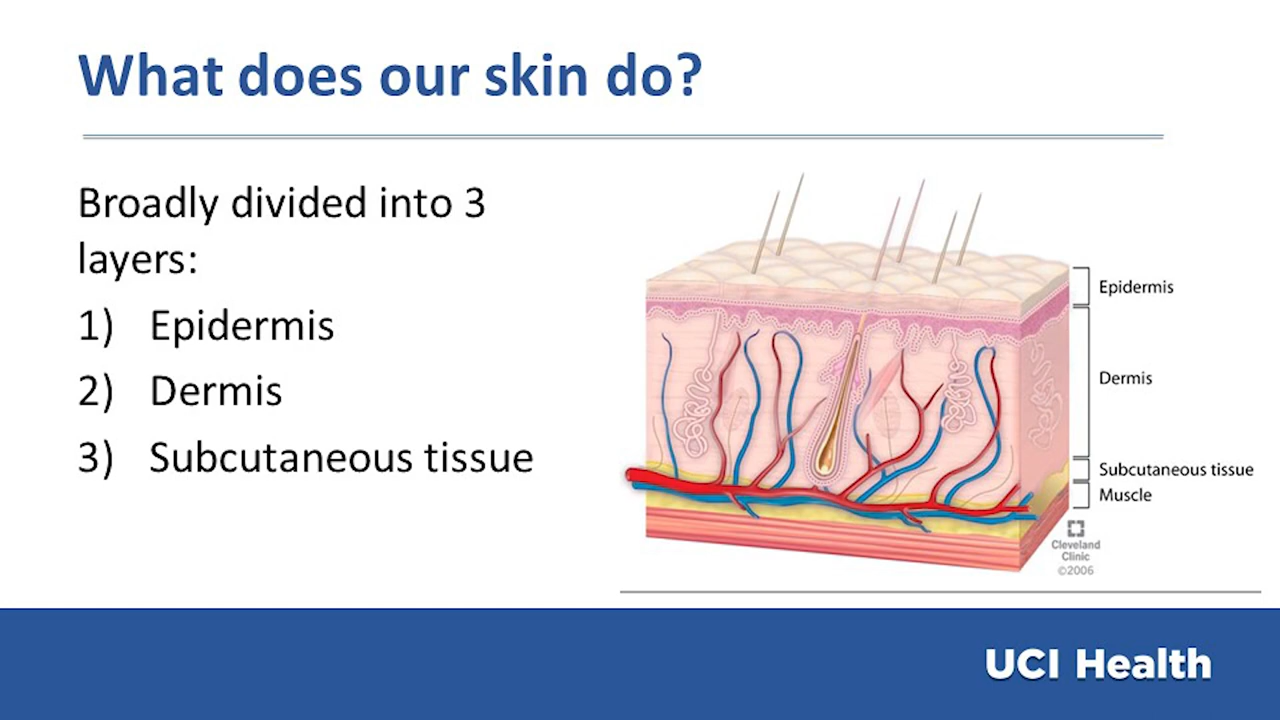 What does our skin do?
Broadly divided into 3
layers:
1) Epidermis
2) Dermis
3) Subcutaneous tissue
Epidermis
Dermis
Subcutaneous tissue
Muscle
Cleveland
Clinic
©2006
UCI Health